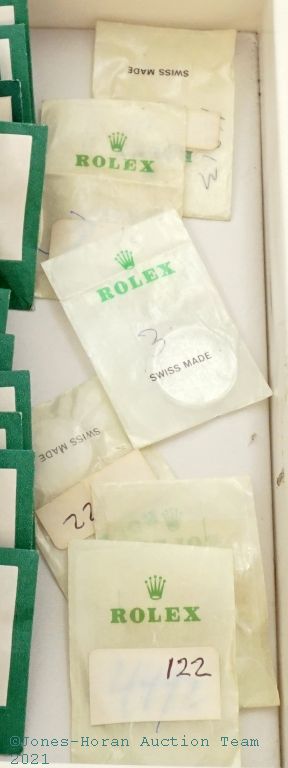 SWISS MADE
ROLEX
ROLEX
3
SWISS MADE
SWISS MADE
22
ROLEX
122
©Jones-Horan Auction Team
2021